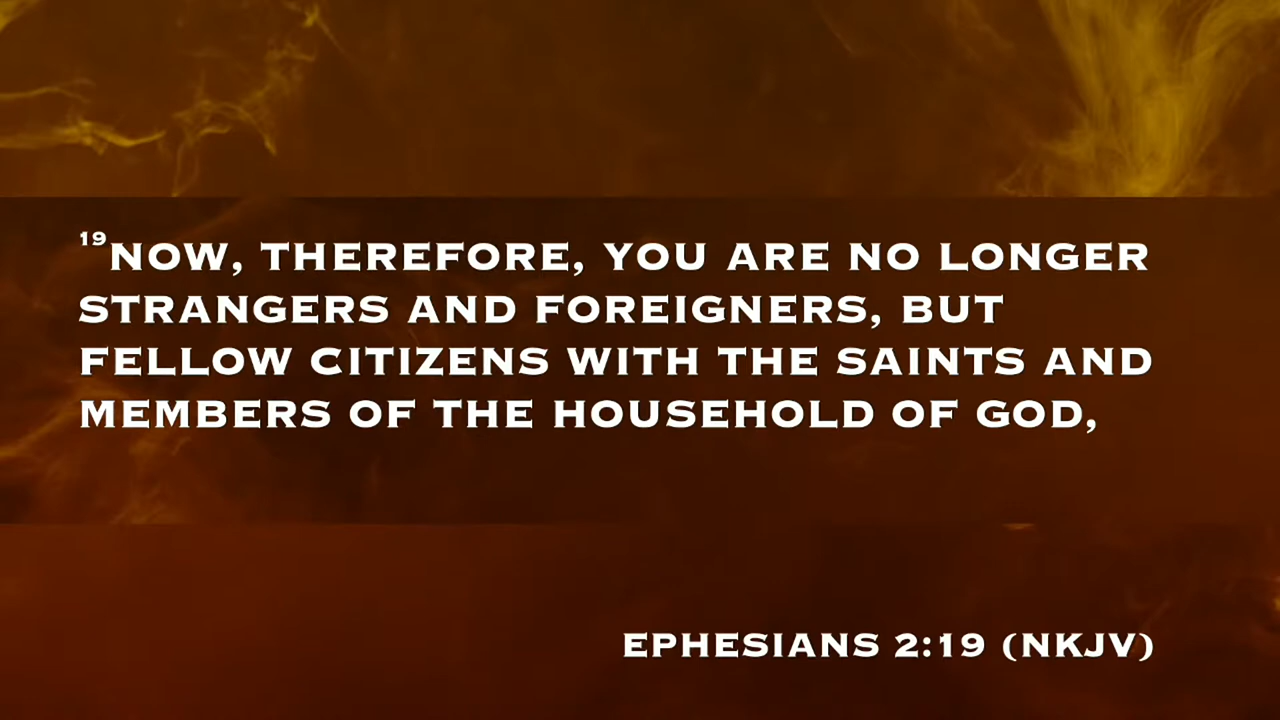 ¹⁹NOW, THEREFORE, YOU ARE NO LONGER
STRANGERS AND FOREIGNERS, BUT
FELLOW CITIZENS WITH THE SAINTS AND
MEMBERS OF THE HOUSEHOLD OF GOD,
EPHESIANS 2:19 (NKJV)